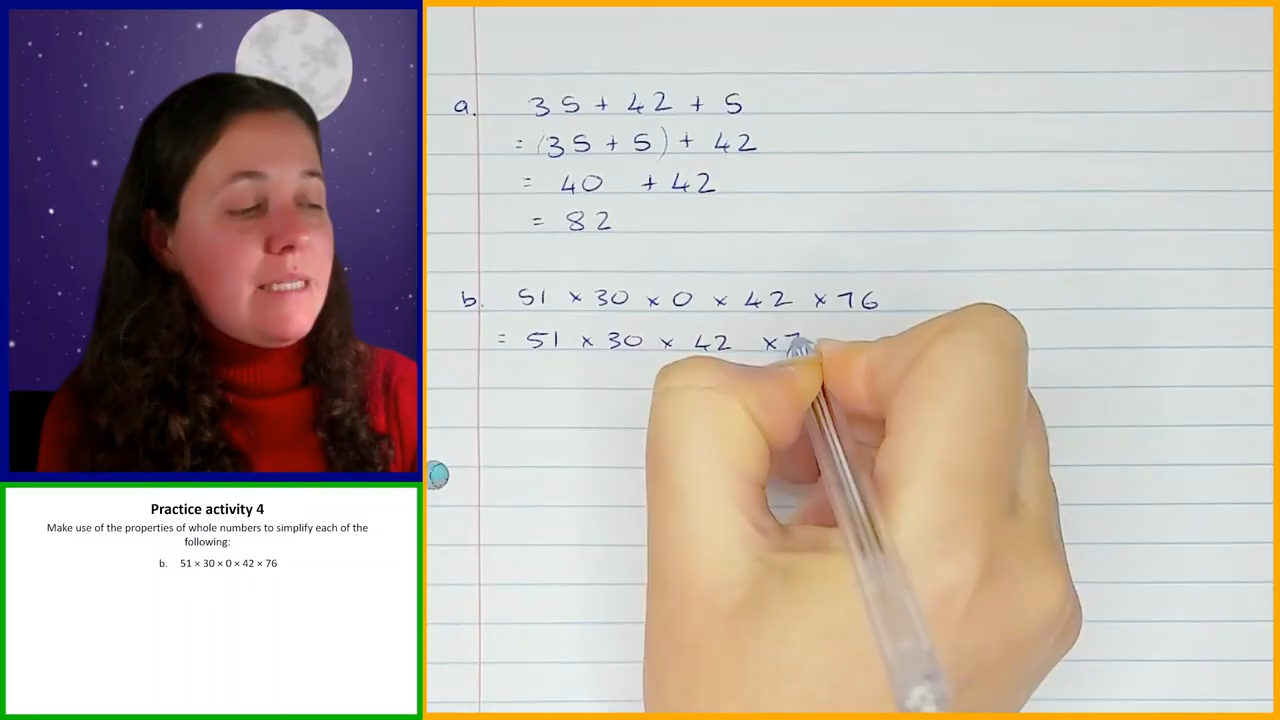 a. 35 + 42 + 5
= (35 + 5) + 42
= 40 + 42
= 82
b. 51 × 30 × 0 × 42 × 76
= 51 × 30 × 42 × 7
Practice activity 4
Make use of the properties of whole numbers to simplify each of the
following:
b. 51 × 30 × 0 × 42 × 76